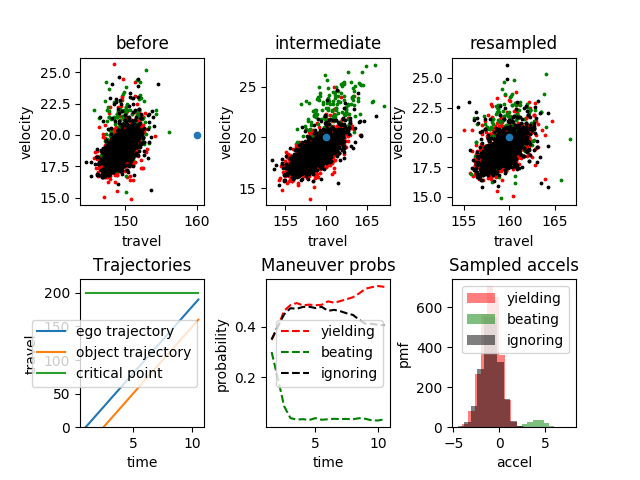 before
intermediate
resampled
25.0
22.5
20.0
17.5
15.0
velocity
150
160
travel
25
20
15
velocity
155
160
165
travel
25.0
22.5
20.0
17.5
15.0
velocity
155
160
165
travel
Trajectories
Maneuver probs
Sampled accels
200
150
100
50
0
travel
ego trajectory
object trajectory
critical point
5
10
time
0.4
0.2
probability
yielding
beating
ignoring
5
10
time
600
400
200
0
pmf
yielding
beating
ignoring
−5
0
5
accel